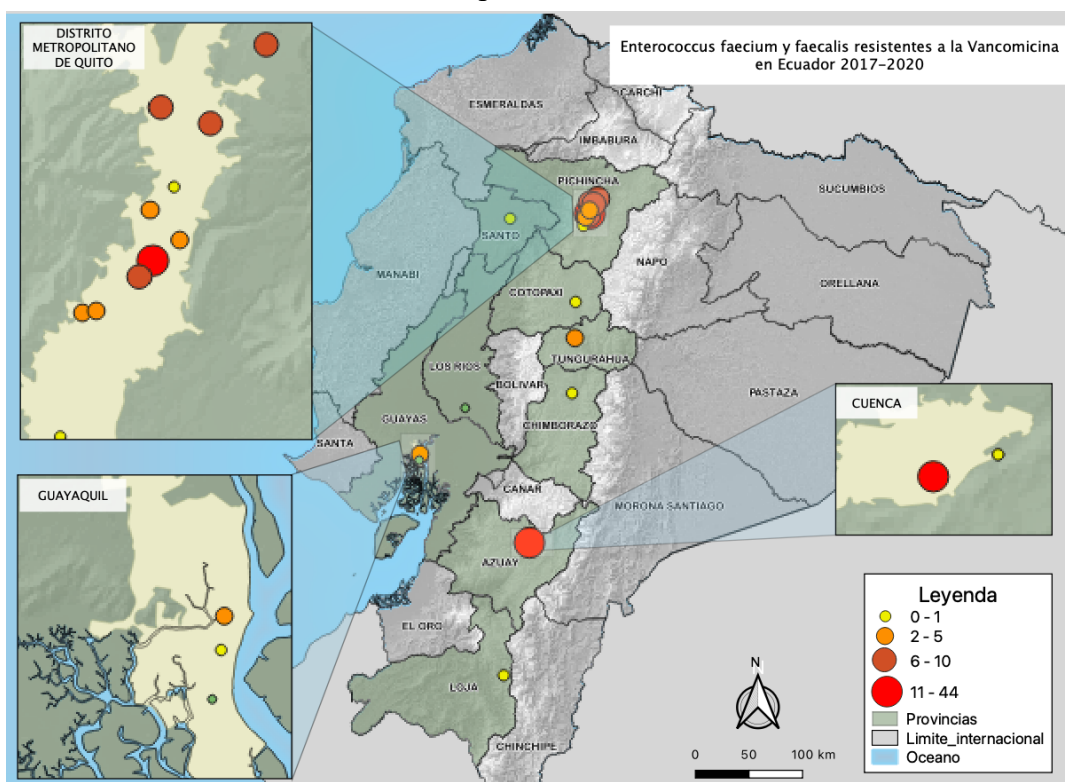 DISTRITO
METROPOLITANO
DE QUITO
Enterococcus faecium y faecalis resistentes a la Vancomicina
en Ecuador 2017-2020
ESMERALDAS
CARCHI
IMBABURA
PICHINCHA
SUCUMBIOS
SANTO
MANABI
NAPO
ORELLANA
COTOPAXI
TUNGURAHUA
LOS RIOS
BOLIVAR
PASTAZA
GUAYAS
CHIMBORAZO
SANTA
CUENCA
GUAYAQUIL
CAÑAR
MORONA SANTIAGO
AZUAY
EL ORO
LOJA
CHINCHIPE
N
0 50 100 km
Leyenda
0 - 1
2 - 5
6 - 10
11 - 44
Provincias
Limite_internacional
Oceano